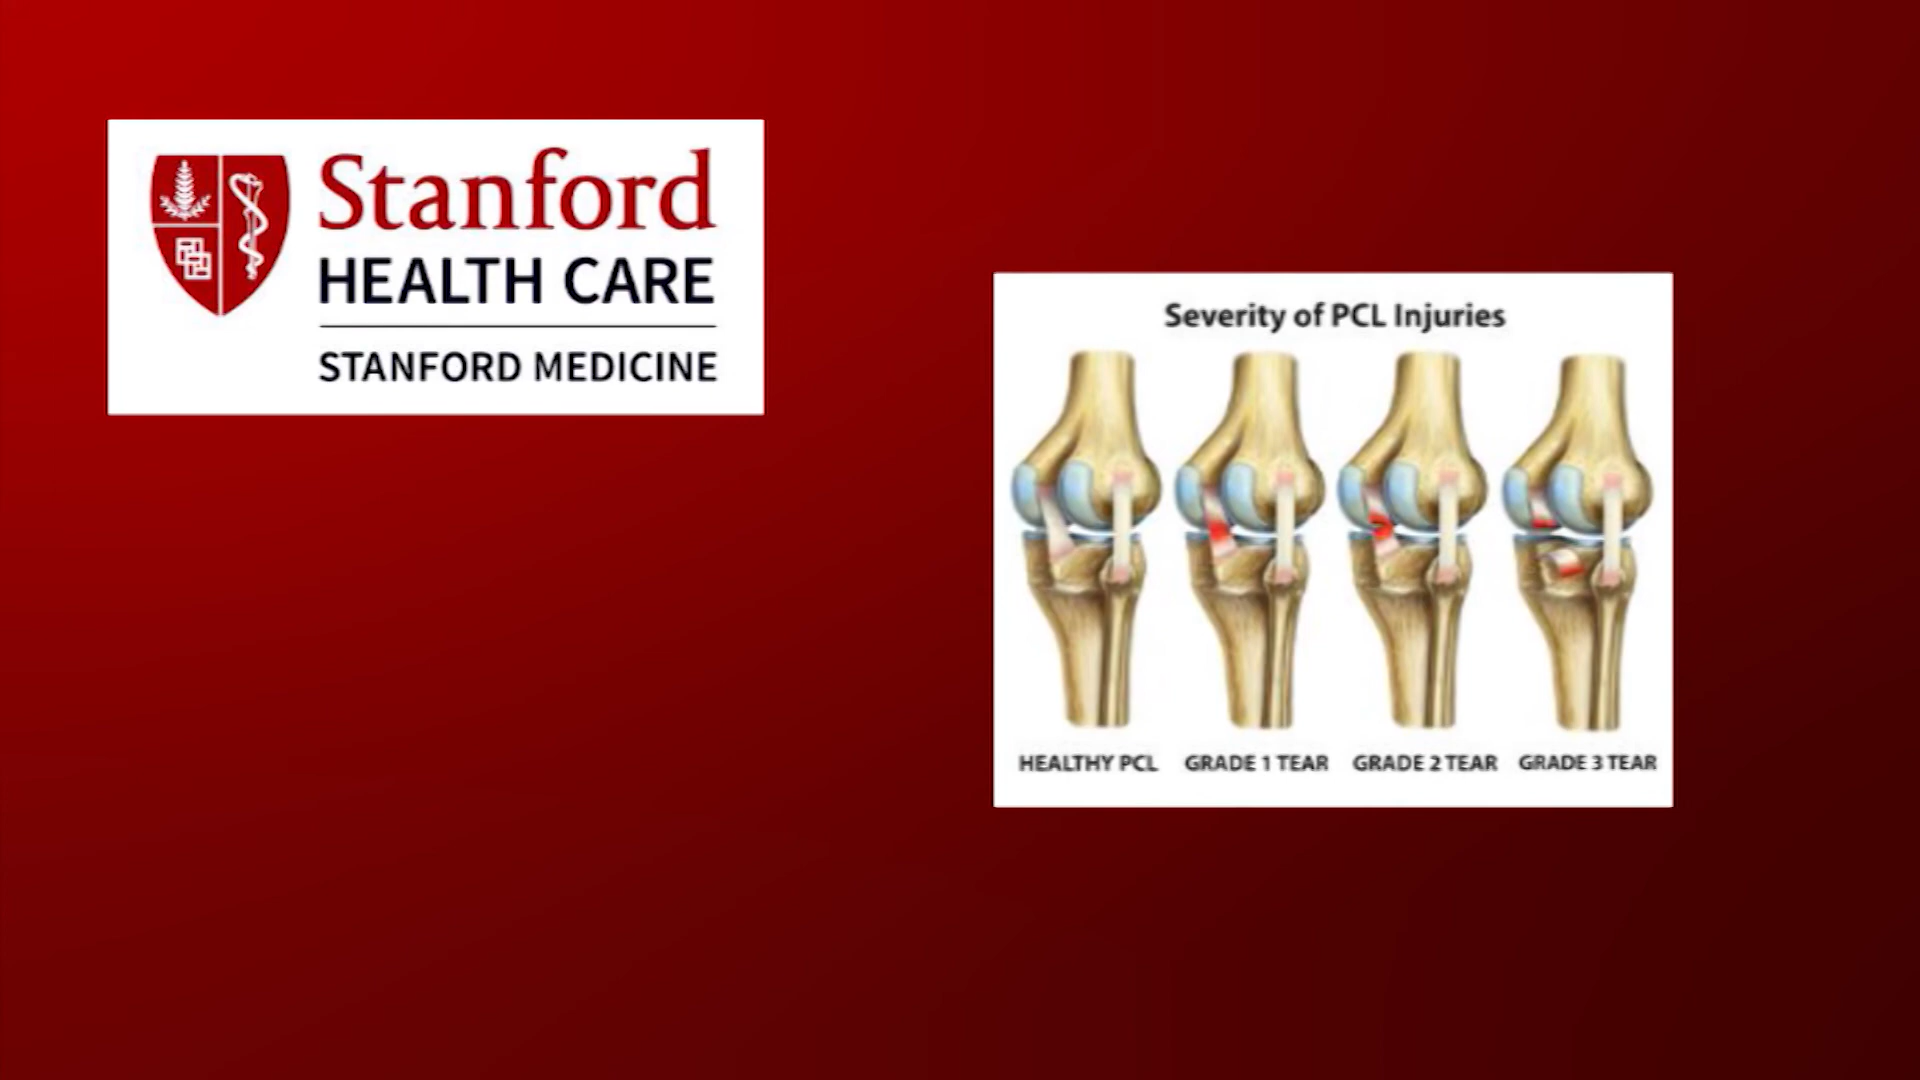 Stanford
HEALTH CARE
STANFORD MEDICINE
Severity of PCL Injuries
HEALTHY PCL GRADE 1 TEAR GRADE 2 TEAR GRADE 3 TEAR